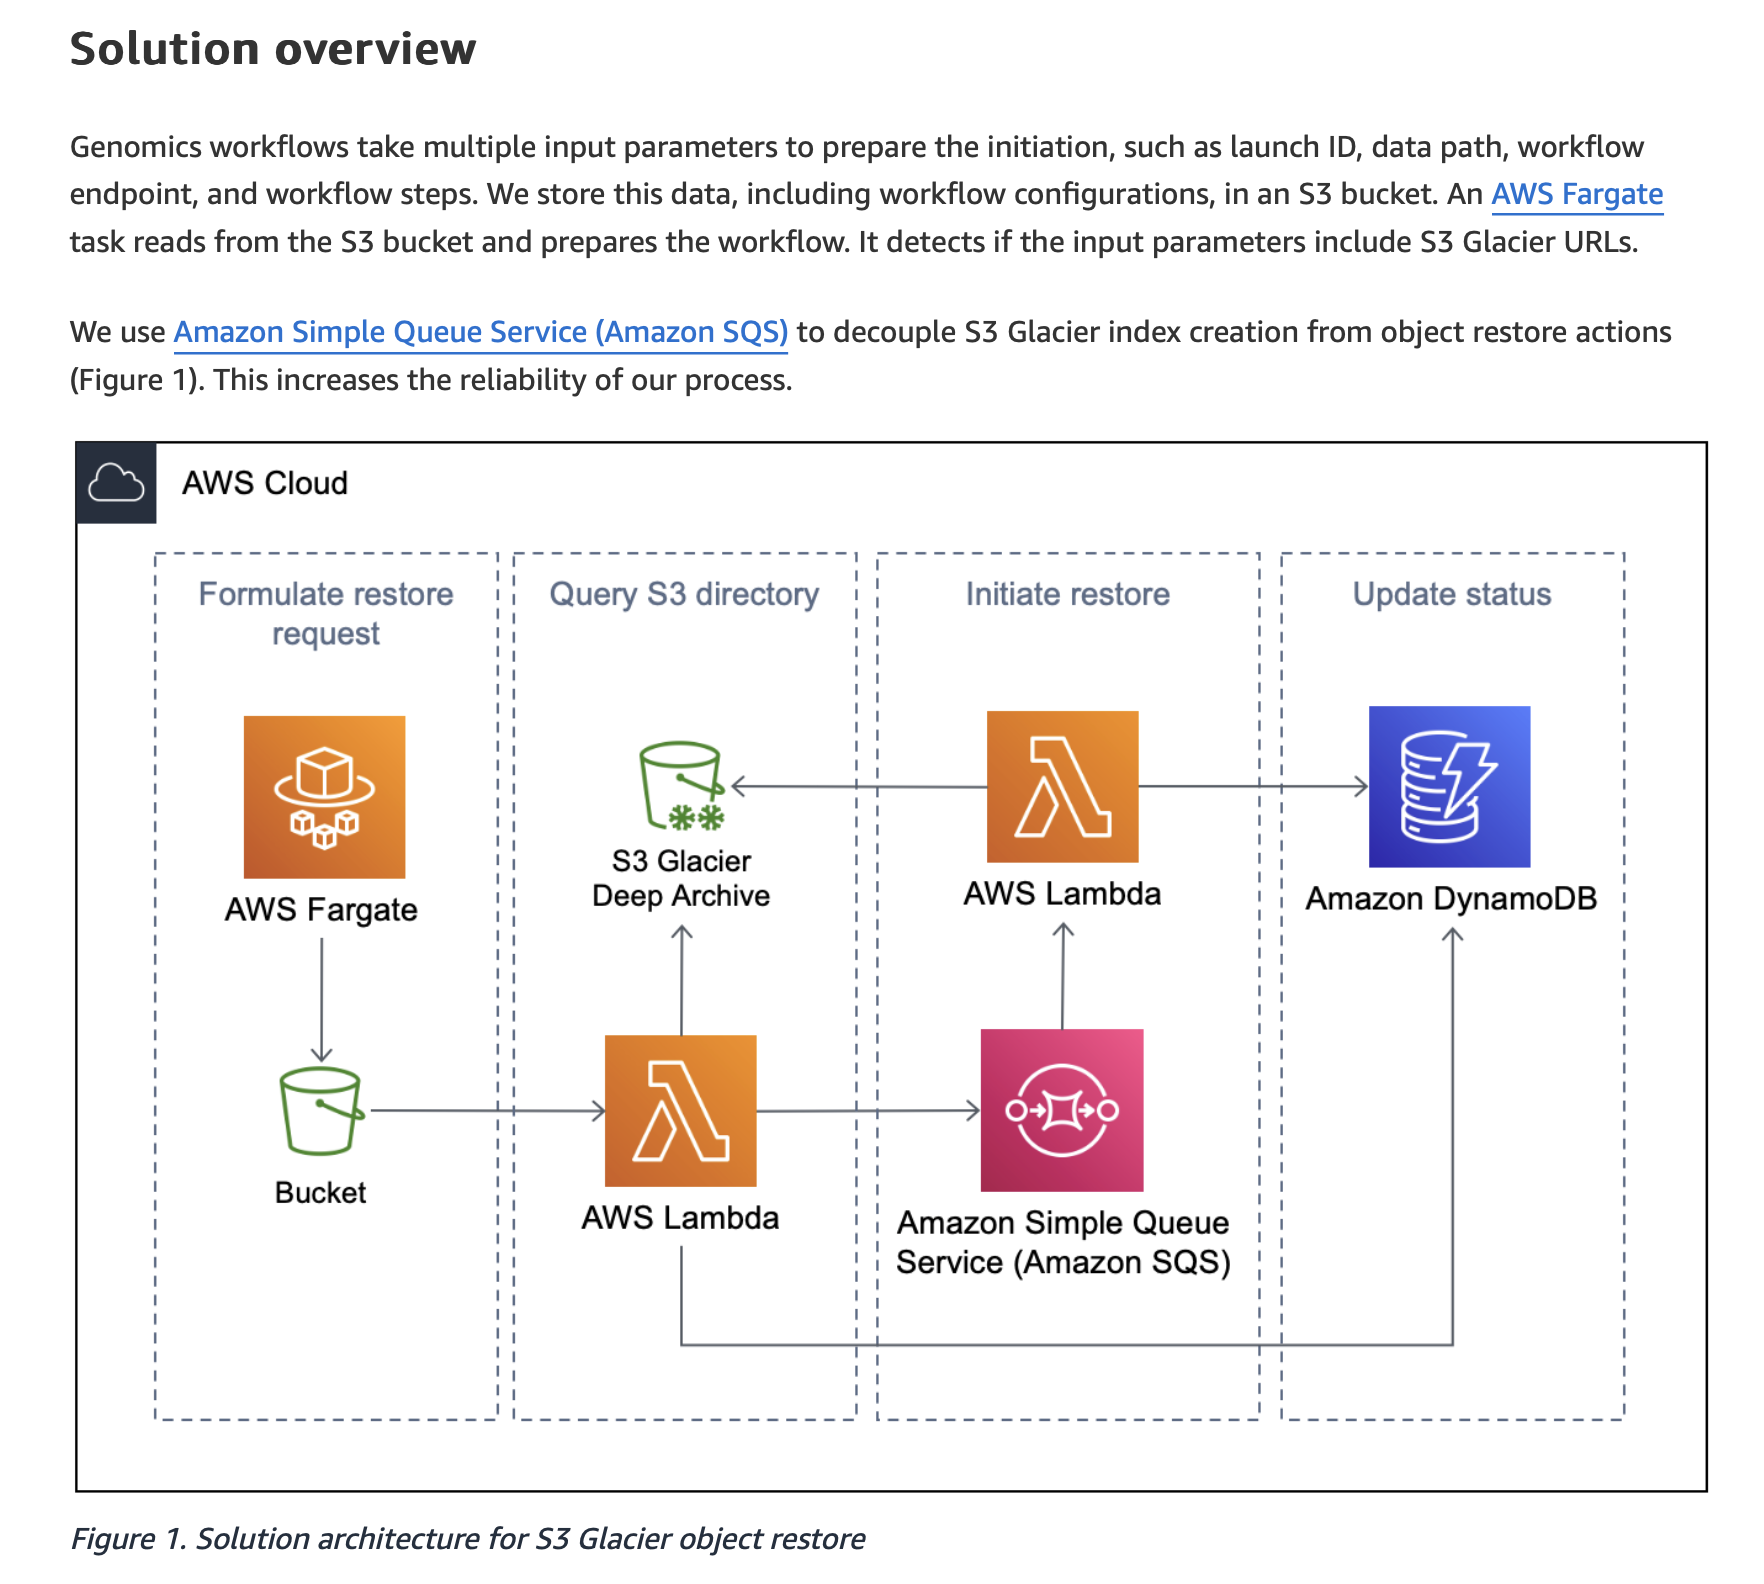 Solution overview
Genomics workflows take multiple input parameters to prepare the initiation, such as launch ID, data path, workflow
endpoint, and workflow steps. We store this data, including workflow configurations, in an S3 bucket. An AWS Fargate
task reads from the S3 bucket and prepares the workflow. It detects if the input parameters include S3 Glacier URLs.
We use Amazon Simple Queue Service (Amazon SQS) to decouple S3 Glacier index creation from object restore actions
(Figure 1). This increases the reliability of our process.
AWS Cloud
Formulate restore
request
Query S3 directory
Initiate restore
Update status
AWS Fargate
S3 Glacier
Deep Archive
AWS Lambda
Amazon DynamoDB
Bucket
AWS Lambda
Amazon Simple Queue
Service (Amazon SQS)
Figure 1. Solution architecture for S3 Glacier object restore